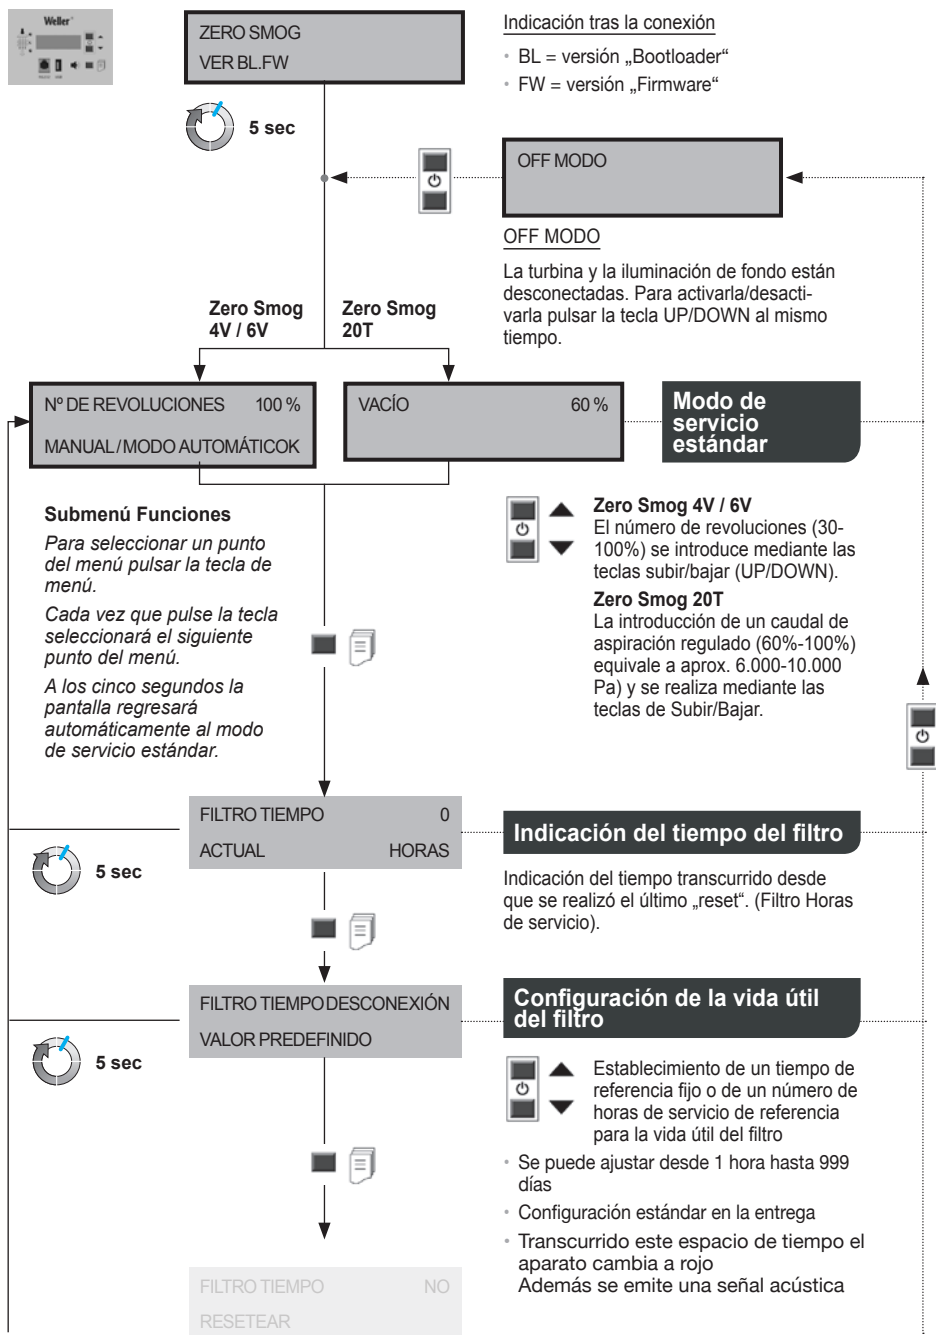 Weller
ZERO SMOG
VER BL.FW
Indicación tras la conexión
• BL = versión „Bootloader“
• FW = versión „Firmware“
5 sec
OFF MODO
OFF MODO
La turbina y la iluminación de fondo están
desconectadas. Para activarla/desacti-
varla pulsar la tecla UP/DOWN al mismo
tiempo.
Zero Smog
4V / 6V
Zero Smog
20T
Nº DE REVOLUCIONES 100 %
MANUAL/MODO AUTOMÁTICOK
VACÍO 60 %
Modo de
servicio
estándar
Submenú Funciones
Para seleccionar un punto
del menú pulsar la tecla de
menú.
Cada vez que pulse la tecla
seleccionará el siguiente
punto del menú.
A los cinco segundos la
pantalla regresará
automáticamente al modo
de servicio estándar.
Zero Smog 4V / 6V
El número de revoluciones (30-
100%) se introduce mediante las
teclas subir/bajar (UP/DOWN).
Zero Smog 20T
La introducción de un caudal de
aspiración regulado (60%-100%)
equivale a aprox. 6.000-10.000
Pa) y se realiza mediante las
teclas de Subir/Bajar.
FILTRO TIEMPO 0
ACTUAL HORAS
5 sec
Indicación del tiempo del filtro
Indicación del tiempo transcurrido desde
que se realizó el último „reset“. (Filtro Horas
de servicio).
FILTRO TIEMPO DESCONEXIÓN
VALOR PREDEFINIDO
5 sec
Configuración de la vida útil
del filtro
Establecimiento de un tiempo de
referencia fijo o de un número de
horas de servicio de referencia
para la vida útil del filtro
• Se puede ajustar desde 1 hora hasta 999
días
• Configuración estándar en la entrega
• Transcurrido este espacio de tiempo el
aparato cambia a rojo
Además se emite una señal acústica
FILTRO TIEMPO NO
RESETEAR